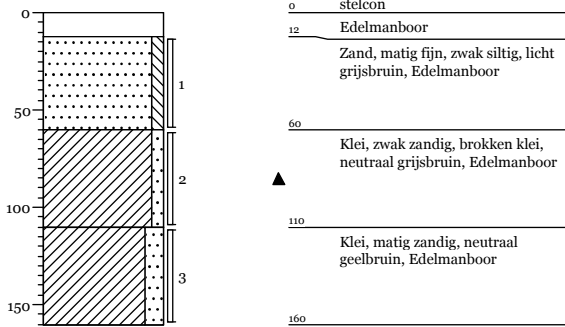 0
50
100
150
1
2
3
0 stelcon
12 Edelmanboor
Zand, matig fijn, zwak siltig, licht
grijsbruin, Edelmanboor
60
Klei, zwak zandig, brokken klei,
neutraal grijsbruin, Edelmanboor
110
Klei, matig zandig, neutraal
geelbruin, Edelmanboor
160